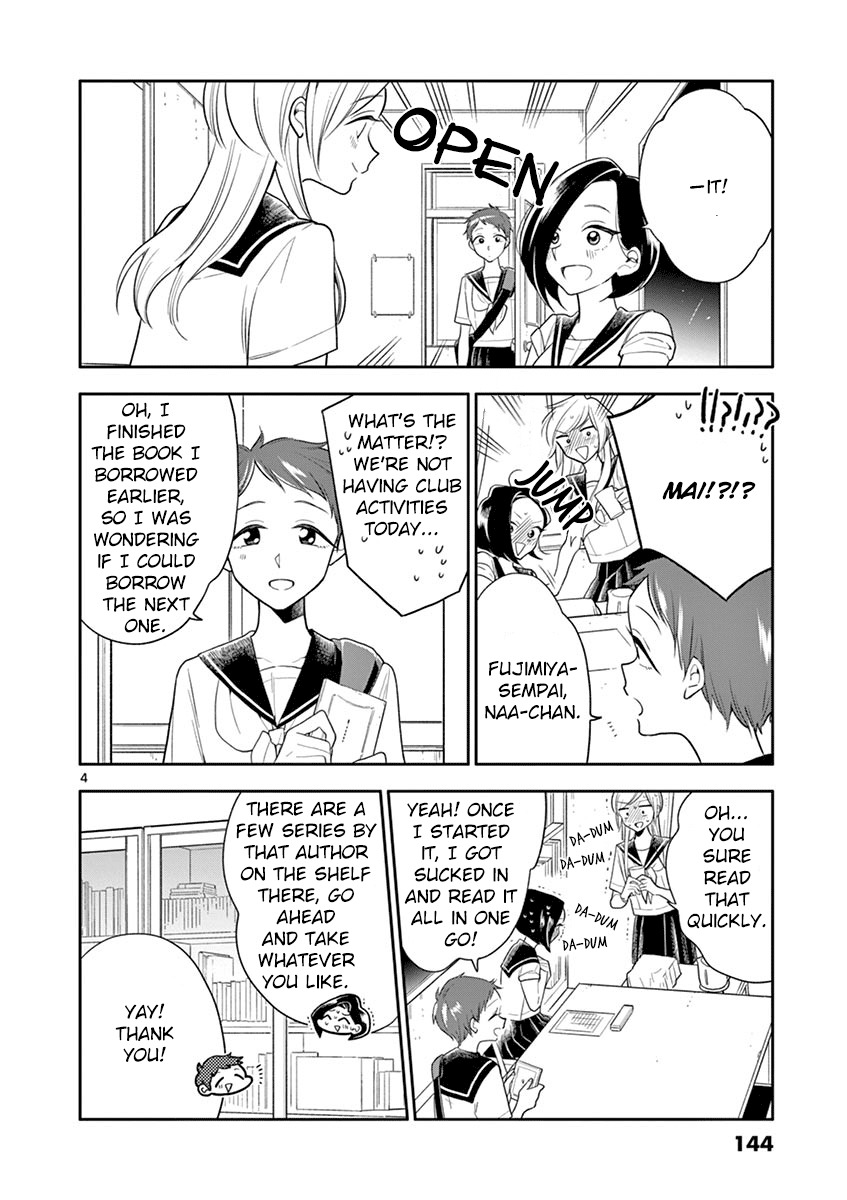 —IT!
OPEN
!!?!,??
MAI!?!?
JUMP
FUJIMIYA-
SEMPAI,
NAA-CHAN.
WHAT'S THE
MATTER!?
WE'RE NOT
HAVING CLUB
ACTIVITIES
TODAY...
OH, I
FINISHED
THE BOOK I
BORROWED
EARLIER,
SO I WAS
WONDERING
IF I COULD
BORROW
THE NEXT
ONE.
4
OH...
YOU
SURE
READ
THAT
QUICKLY.
DA-DUM
DA-DUM
DA-DUM
DA-DUM
YEAH! ONCE
I STARTED
IT, I GOT
SUCKED IN
AND READ IT
ALL IN ONE
GO!
THERE ARE A
FEW SERIES BY
THAT AUTHOR
ON THE SHELF
THERE, GO
AHEAD
AND TAKE
WHATEVER
YOU LIKE.
YAY!
THANK
YOU!
144